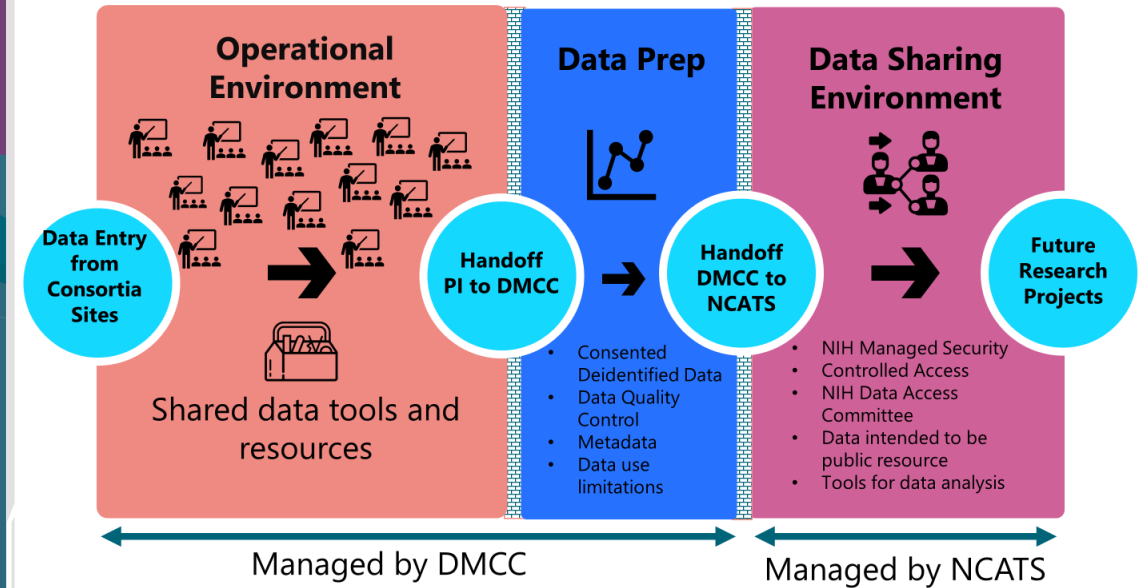 Operational
Environment
Data Entry
from
Consortia
Sites
Shared data tools and
resources
Handoff
PI to DMCC
Data Prep
• Consented
Deidentified Data
• Data Quality
Control
• Metadata
• Data use
limitations
Handoff
DMCC to
NCATS
Data Sharing
Environment
• NIH Managed Security
• Controlled Access
• NIH Data Access
Committee
• Data intended to be
public resource
• Tools for data analysis
Future
Research
Projects
Managed by DMCC
Managed by NCATS